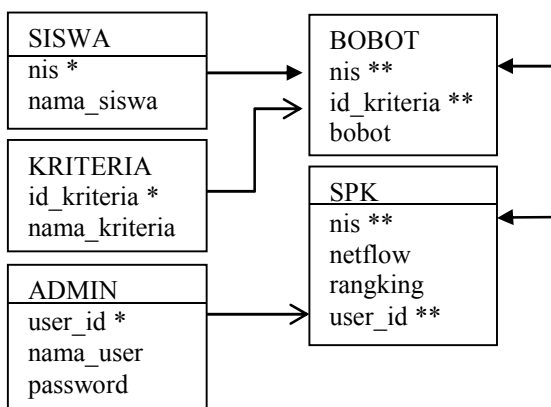 SISWA
nis *
nama_siswa
KRITERIA
id_kriteria *
nama_kriteria
ADMIN
user_id *
nama_user
password
BOBOT
nis **
id_kriteria **
bobot
SPK
nis **
netflow
rangking
user_id **